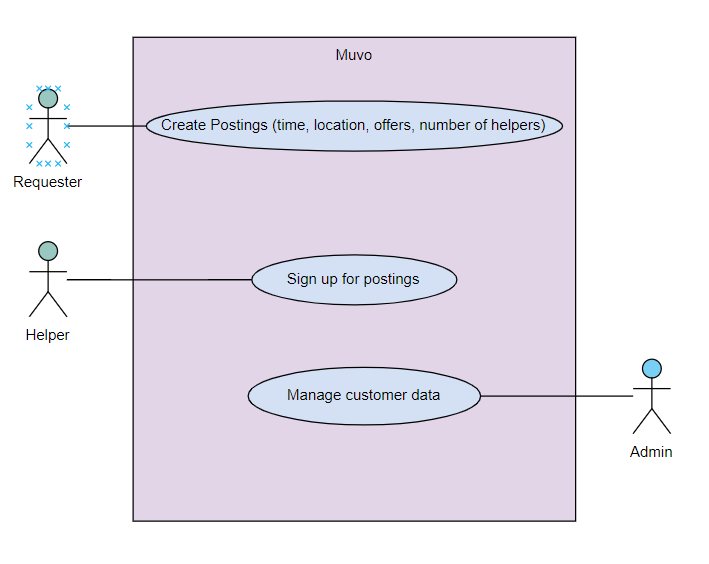 Muvo
Create Postings (time, location, offers, number of helpers)
Requester
Sign up for postings
Helper
Manage customer data
Admin